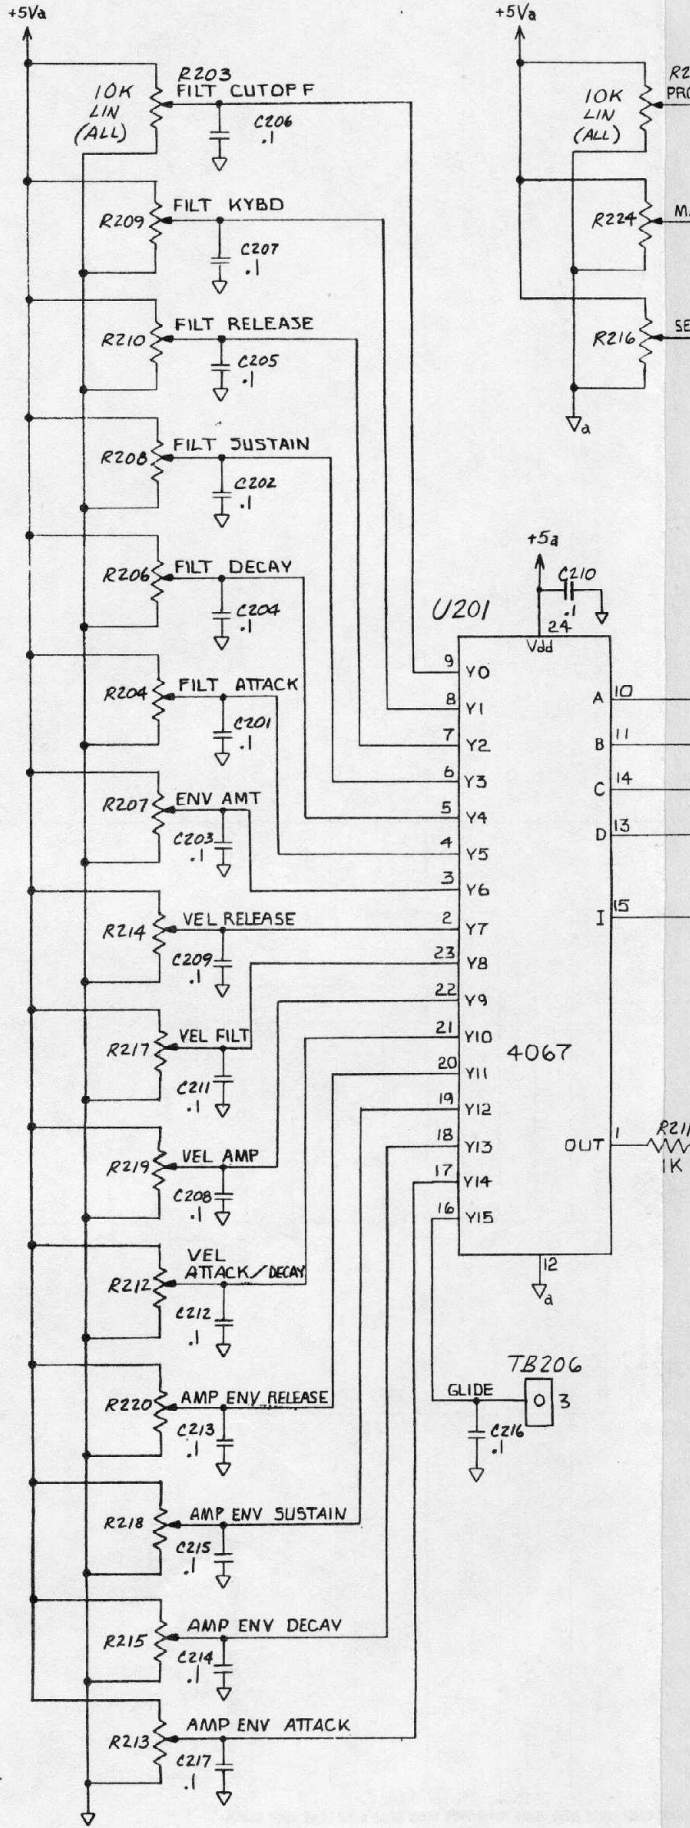 +5Va
+5Va
R203
FILT CUTOFF
10K
LIN
(ALL)
C206
.1
R209
FILT KYBD
C207
.1
R210
FILT RELEASE
C205
.1
R208
FILT SUSTAIN
C202
.1
R206
FILT DECAY
C204
.1
R204
FILT ATTACK
C201
.1
R207
ENV AMT
C203
.1
R214
VEL RELEASE
C209
.1
R217
VEL FILT
C211
.1
R219
VEL AMP
C208
.1
R212
VEL
ATTACK/DECAY
C212
.1
R220
AMP ENV RELEASE
C213
.1
R218
AMP ENV SUSTAIN
C215
.1
R215
AMP ENV DECAY
C214
.1
R213
AMP ENV ATTACK
C217
.1
10K
LIN
(ALL)
R2
PRO
R224
M
R216
SE
a
+5a
C210
.1
U201
24
Vdd
9 Y0
8 Y1
7 Y2
6 Y3
5 Y4
4 Y5
3 Y6
2 Y7
23 Y8
22 Y9
21 Y10
20 Y11
19 Y12
18 Y13
17 Y14
16 Y15
A 10
B 11
C 14
D 13
I 15
4067
OUT 1
R211
1K
12
a
TB206
GLIDE
3
C216
.1